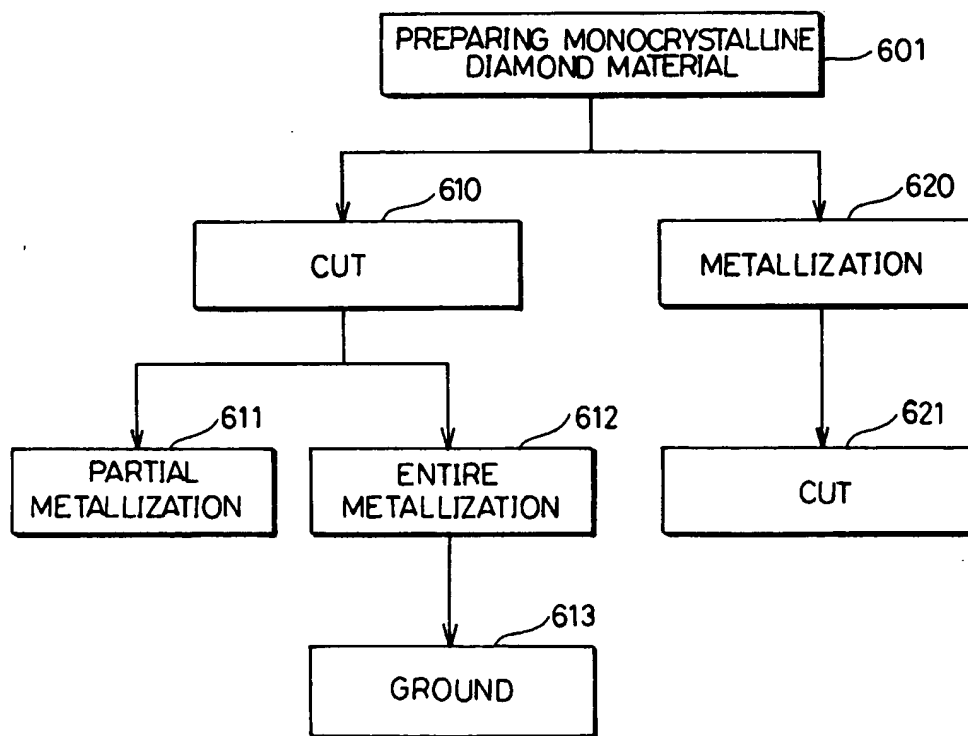 PREPARING MONOCRYSTALLINE
DIAMOND MATERIAL
601
610
620
CUT
METALLIZATION
611
612
621
PARTIAL
METALLIZATION
ENTIRE
METALLIZATION
CUT
613
GROUND